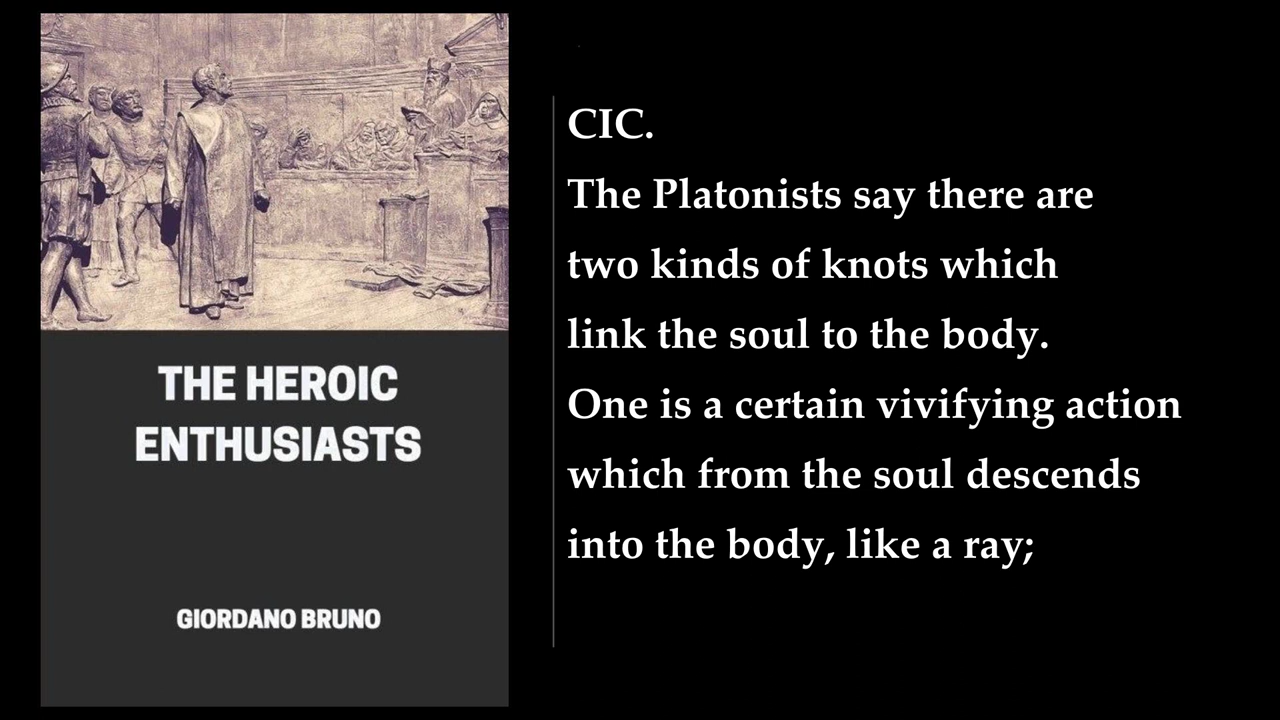 THE HEROIC
ENTHUSIASTS
GIORDANO BRUNO
CIC.
The Platonists say there are
two kinds of knots which
link the soul to the body.
One is a certain vivifying action
which from the soul descends
into the body, like a ray;